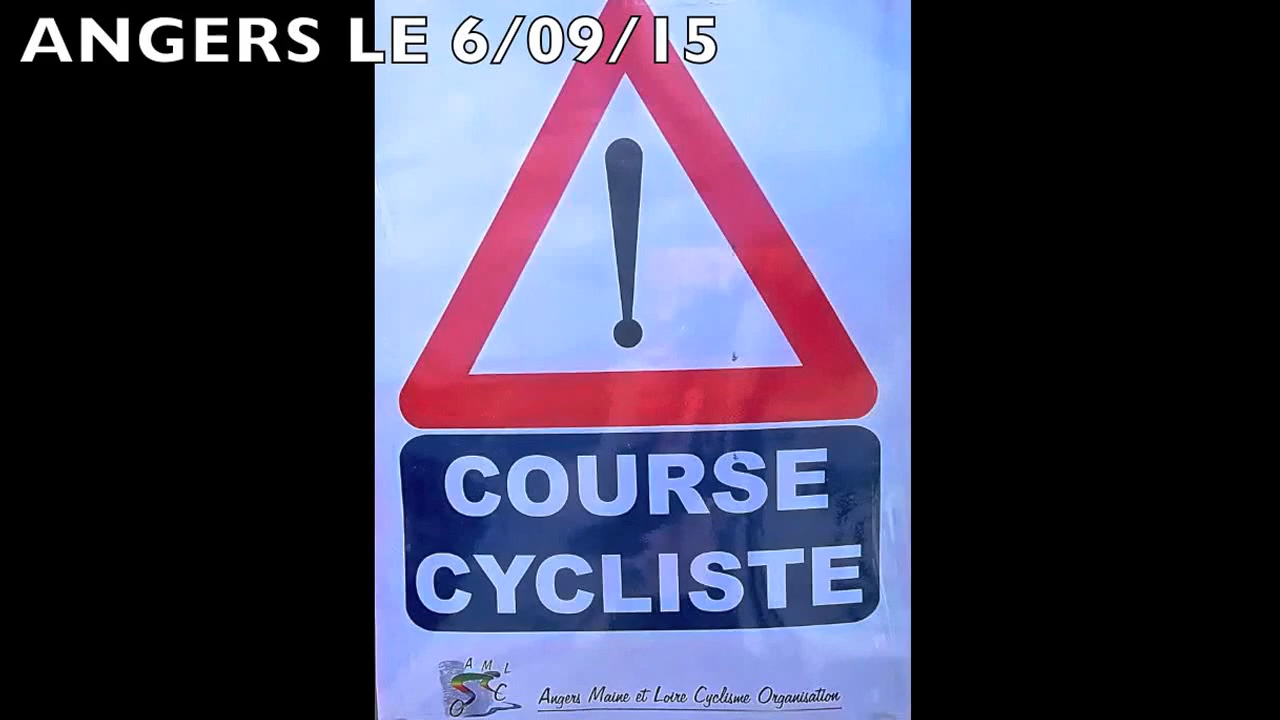 ANGERS LE 6/09/15
!
COURSE
CYCLISTE
A M L
C
O
Angers Maine et Loire Cyclisme Organisation